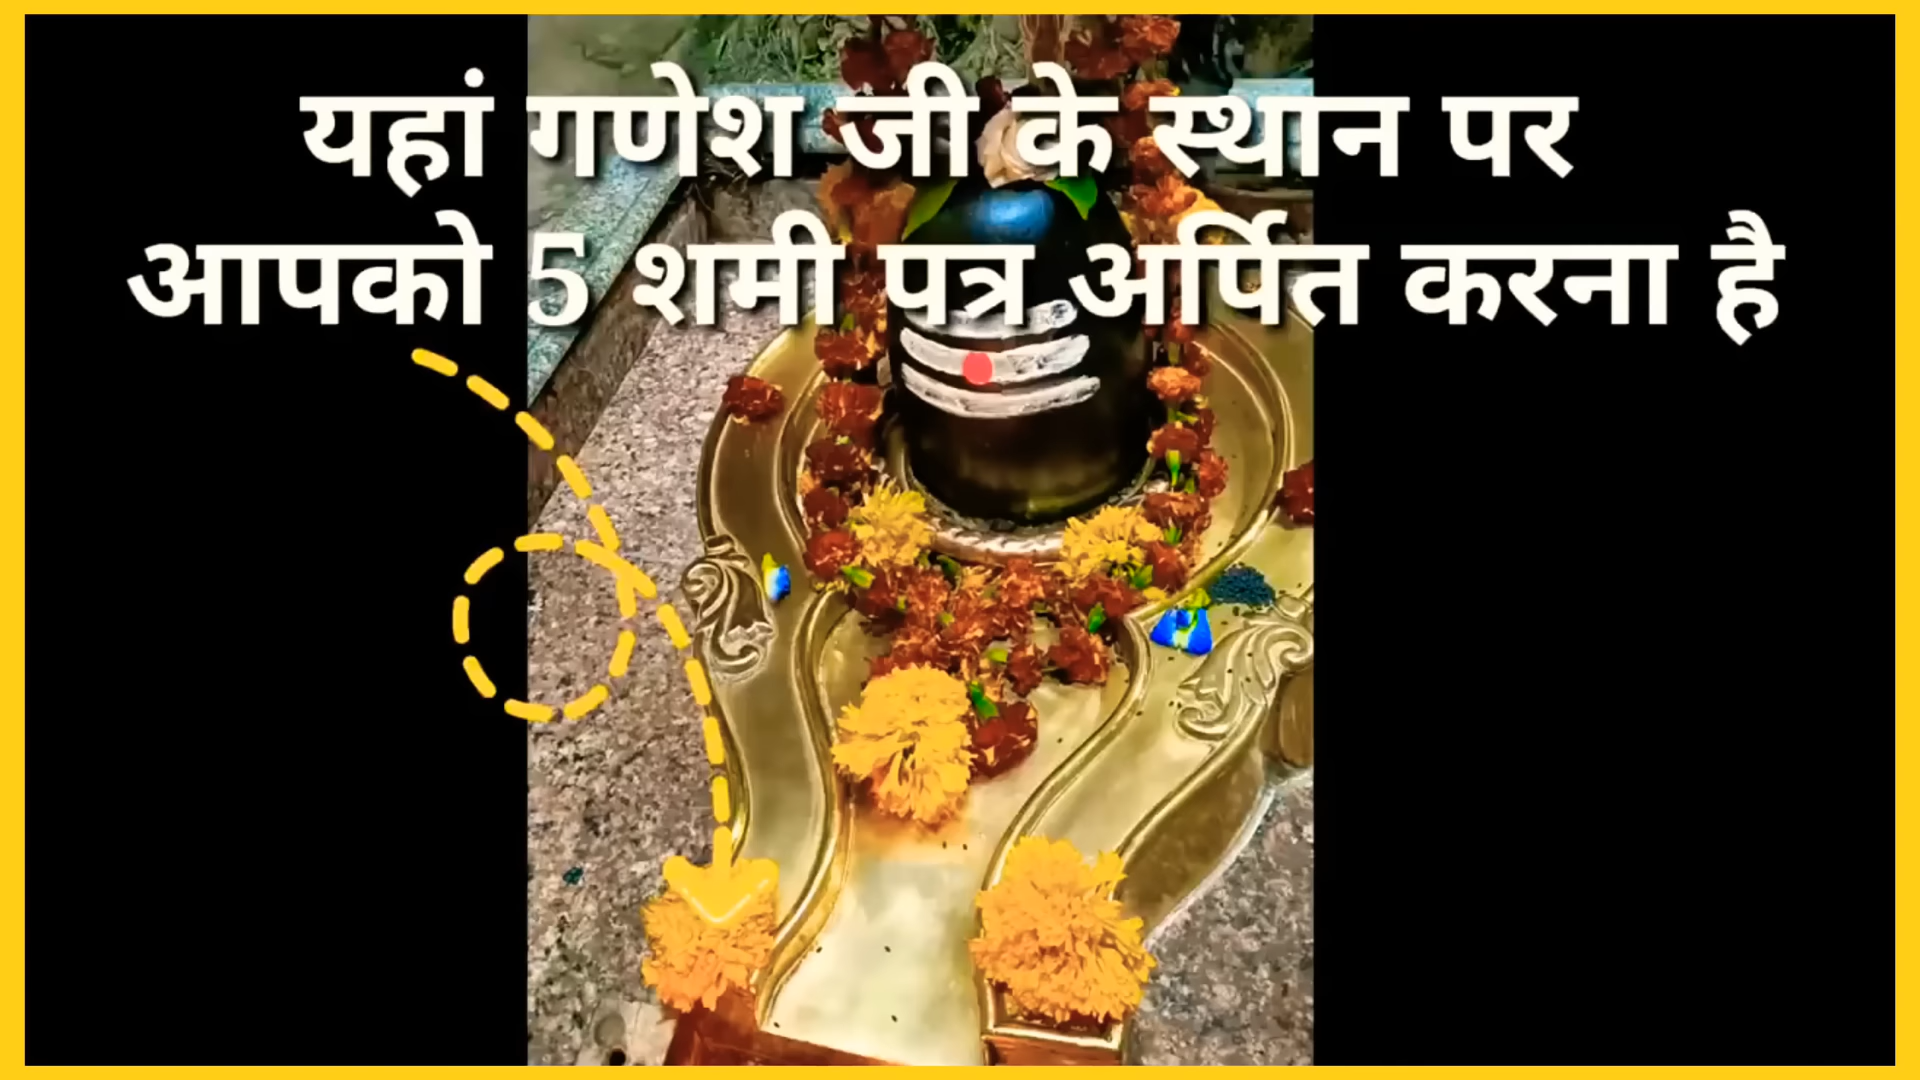 यहां गणेश जी के स्थान पर
आपको 5 शमी पत्र अर्पित करना है